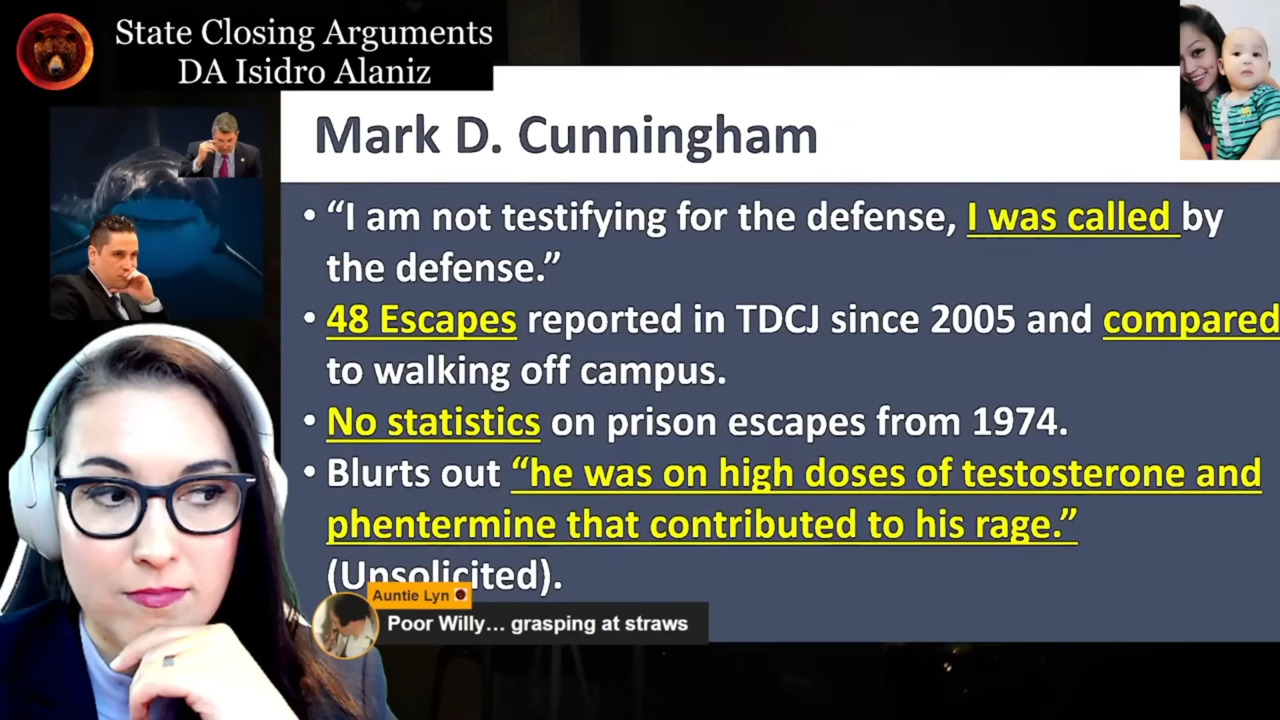 State Closing Arguments
DA Isidro Alaniz
Mark D. Cunningham
• “I am not testifying for the defense, I was called by
the defense.”
• 48 Escapes reported in TDCJ since 2005 and compared
to walking off campus.
• No statistics on prison escapes from 1974.
• Blurts out “he was on high doses of testosterone and
phentermine that contributed to his rage.”
(Unsolicited).
Auntie Lyn
Poor Willy... grasping at straws